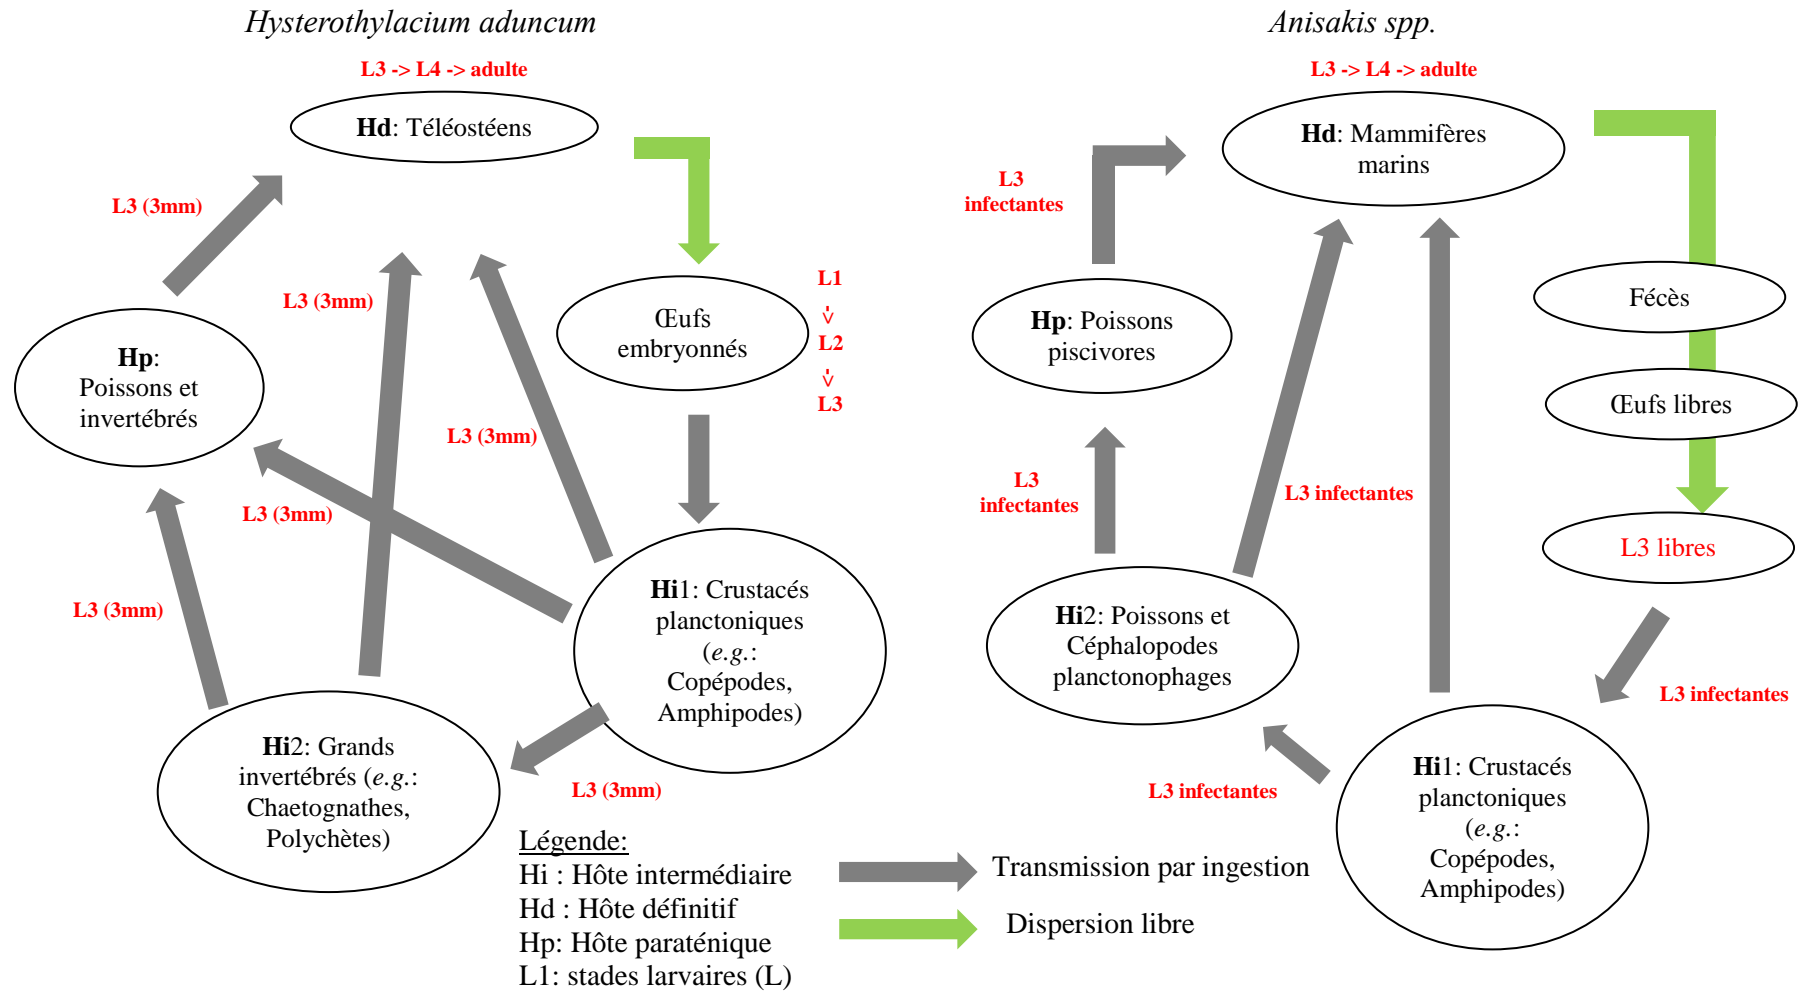 Hysterothylacium aduncum
L3 -> L4 -> adulte
Hd: Téléostéens
L3 (3mm)
L3 (3mm)
Œufs
embryonnés
L1
->
L2
->
L3
Hp:
Poissons et
invertébrés
L3 (3mm)
L3 (3mm)
L3 (3mm)
Hi1: Crustacés
planctoniques
(e.g.:
Copépodes,
Amphipodes)
Hi2: Grands
invertébrés (e.g.:
Chaetognathes,
Polychètes)
L3 (3mm)
Anisakis spp.
L3 -> L4 -> adulte
Hd: Mammifères
marins
L3
infectantes
Fécès
Hp: Poissons
piscivores
Œufs libres
L3
infectantes
L3 infectantes
L3 libres
Hi2: Poissons et
Céphalopodes
planctonophages
L3 infectantes
L3 infectantes
Hi1: Crustacés
planctoniques
(e.g.:
Copépodes,
Amphipodes)
Légende:
Hi : Hôte intermédiaire
Hd : Hôte définitif
Hp: Hôte paraténique
L1: stades larvaires (L)
Transmission par ingestion
Dispersion libre